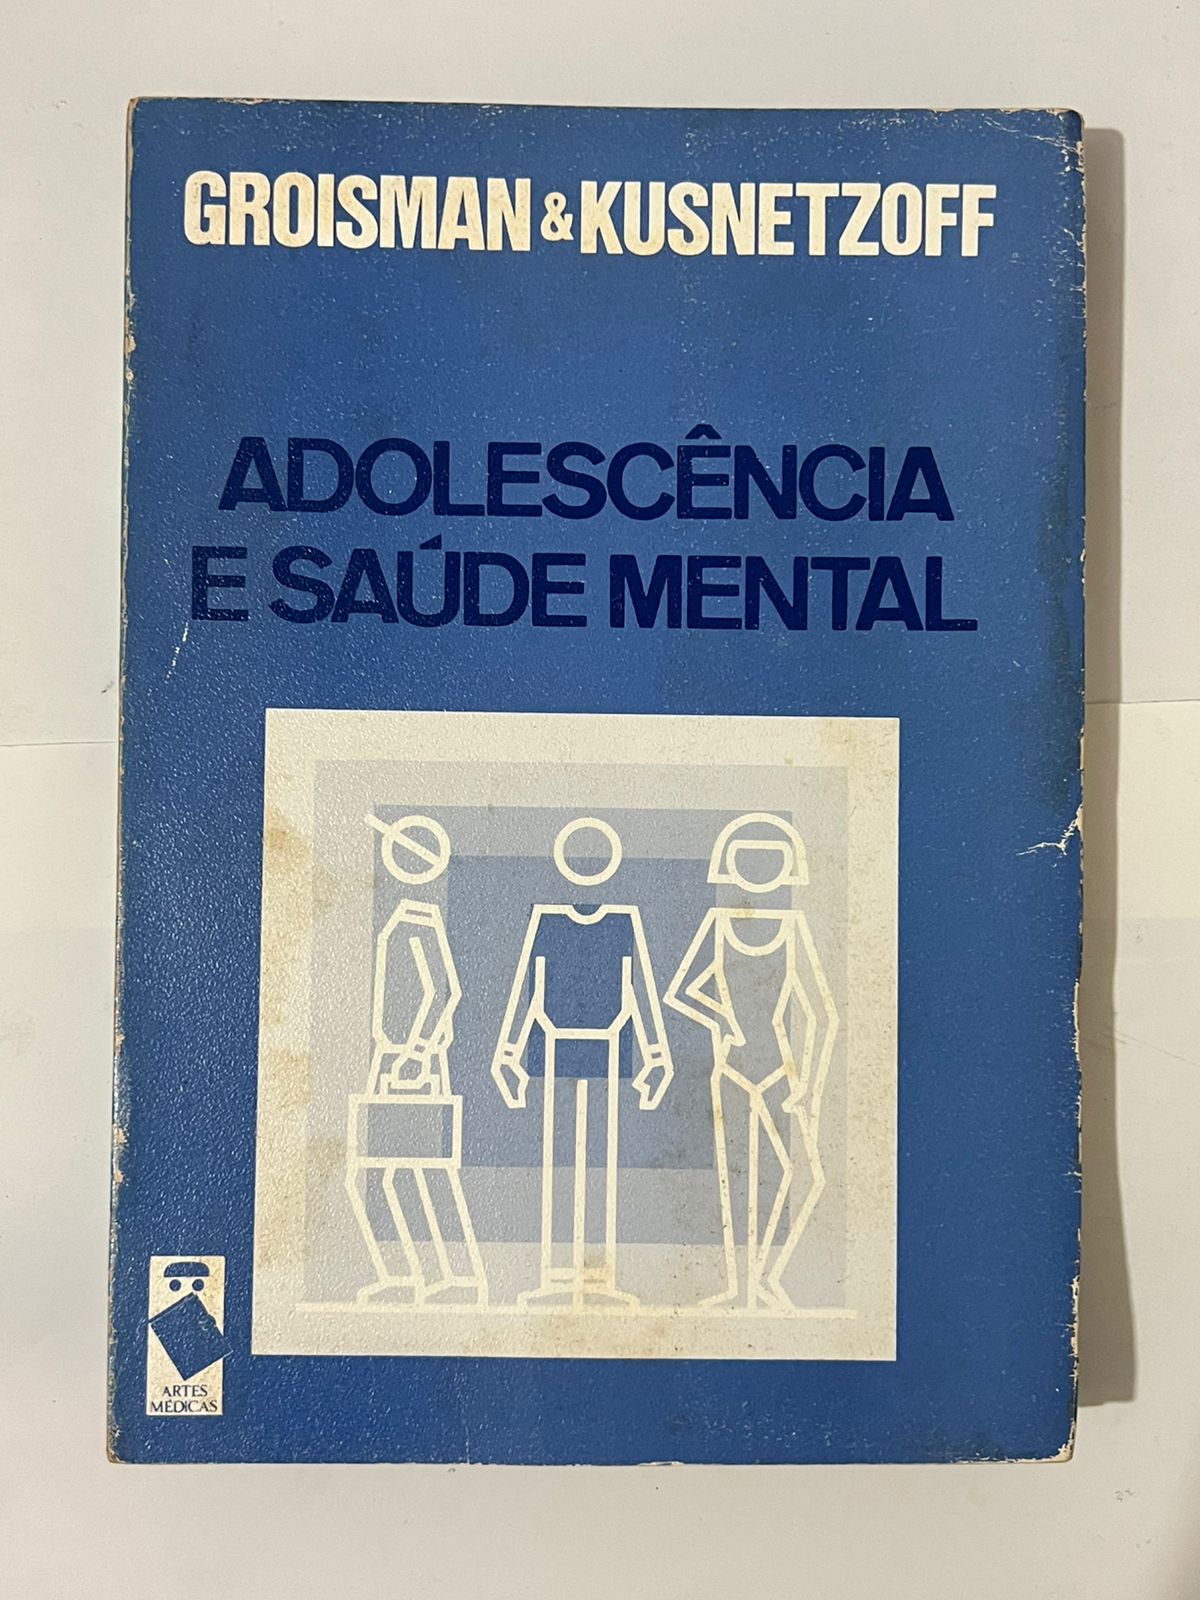 GROISMAN & KUSNETZOFF
ADOLESCÊNCIA
E SAÚDE MENTAL
ARTES
MÉDICAS